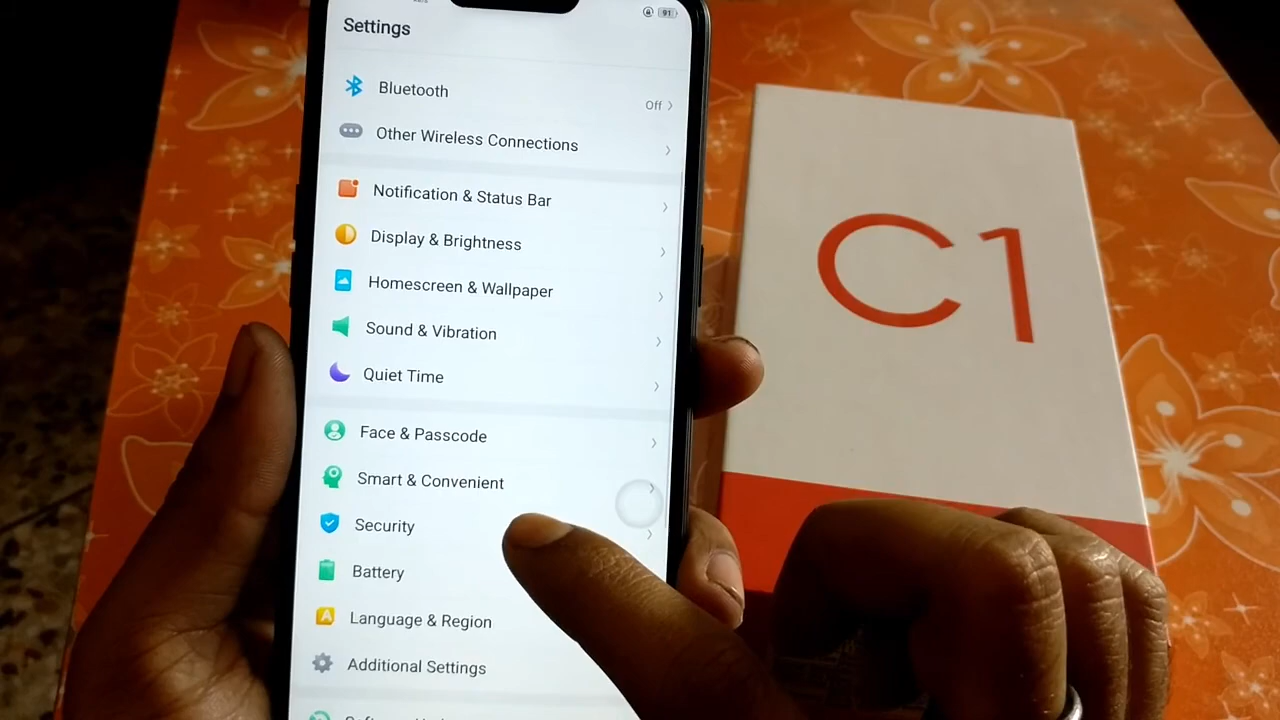 91
Settings
Bluetooth
Off
Other Wireless Connections
Notification & Status Bar
Display & Brightness
Homescreen & Wallpaper
Sound & Vibration
Quiet Time
Face & Passcode
Smart & Convenient
Security
Battery
A
Language & Region
Additional Settings
C1